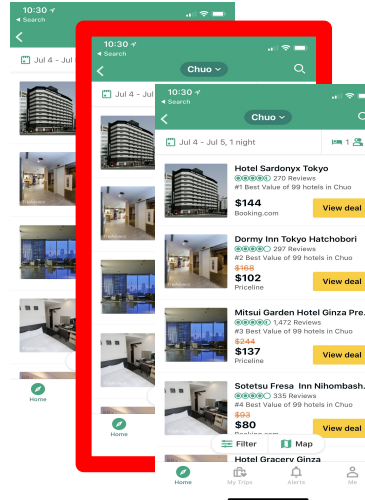 10:30
Search
Jul 4 - Jul
Home
10:30
Search
Chuo
Jul 4 - Jul
Home
10:30
Search
Chuo
Jul 4 - Jul 5, 1 night
1
Hotel Sardonyx Tokyo
270 Reviews
#1 Best Value of 99 hotels in Chuo
$144
Booking.com
View deal
Dormy Inn Tokyo Hatchobori
297 Reviews
#2 Best Value of 99 hotels in Chuo
$168
$102
Priceline
View deal
Mitsui Garden Hotel Ginza Pre.
1,472 Reviews
#3 Best Value of 99 hotels in Chuo
$244
$137
Priceline
View deal
Sotetsu Fresa Inn Nihombash.
335 Reviews
#4 Best Value of 99 hotels in Chuo
$93
$80
View deal
Filter
Map
Hotel Gracery Ginza
Home
My Trips
Alerts
Me